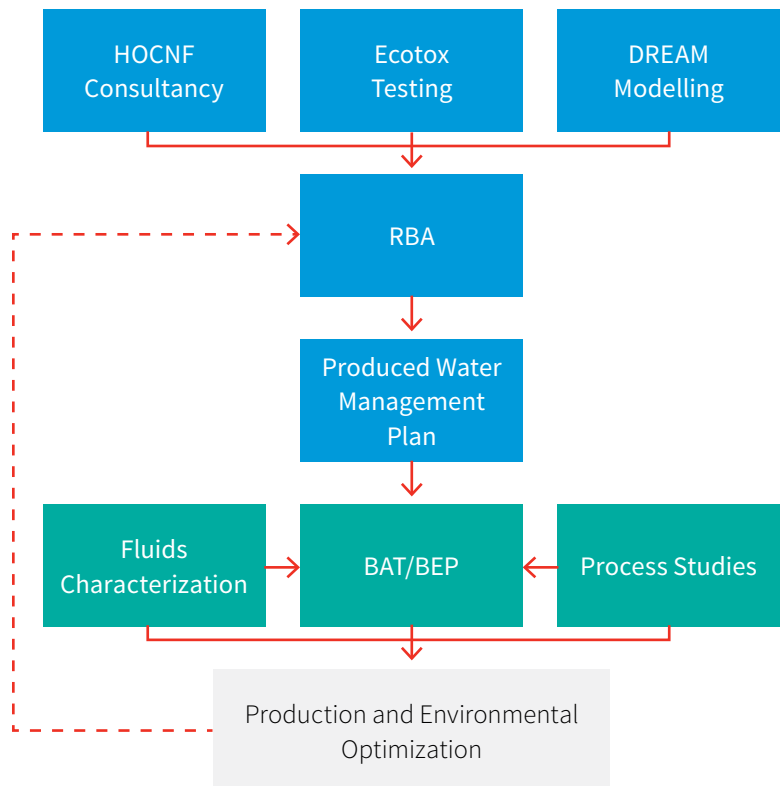 HOCNF
Consultancy
Ecotox
Testing
DREAM
Modelling
RBA
Produced Water
Management
Plan
Fluids
Characterization
BAT/BEP
Process Studies
Production and Environmental
Optimization